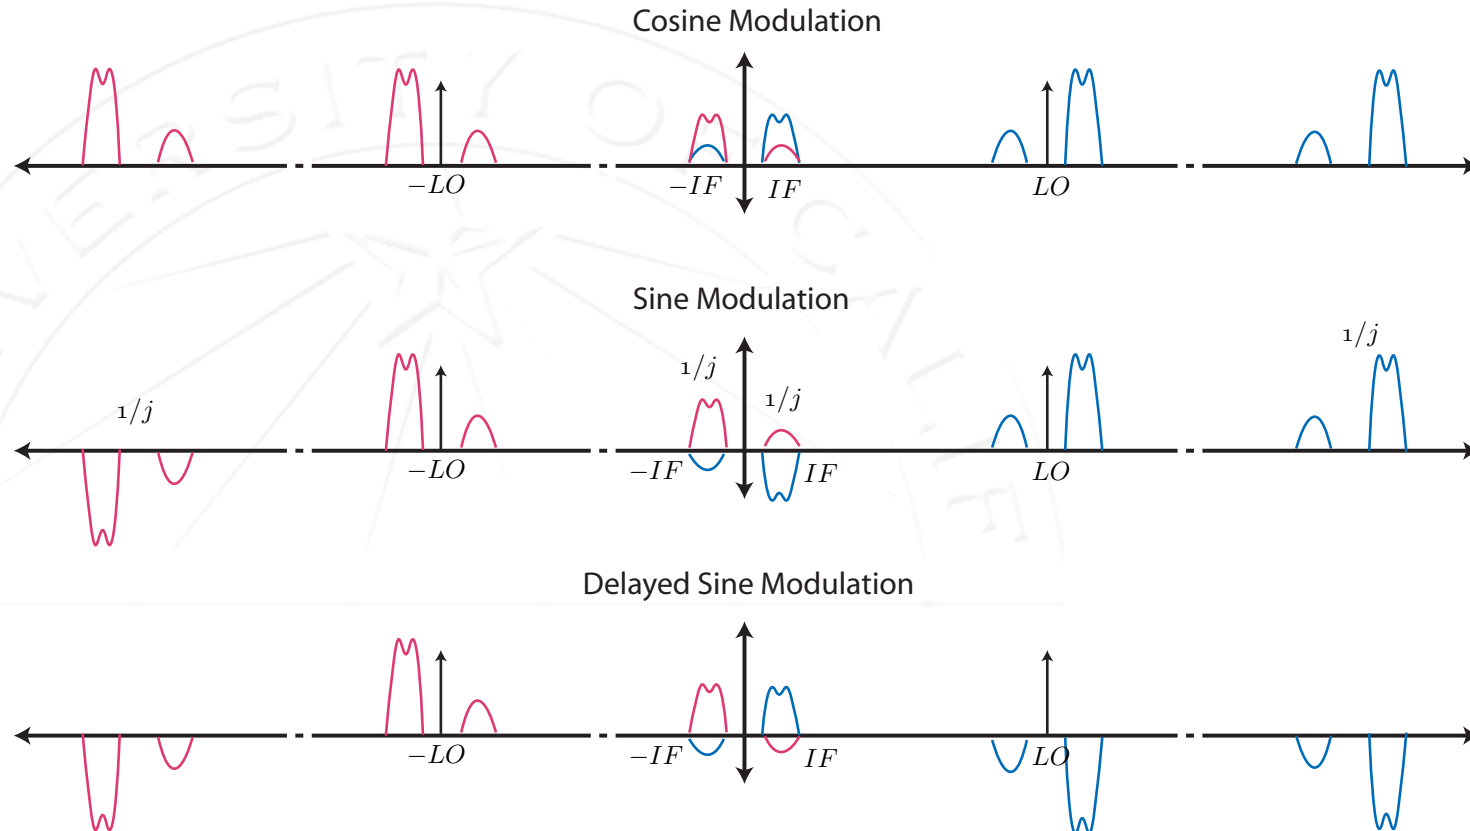 Cosine Modulation
−LO
−IF
IF
LO
Sine Modulation
1/j
1/j
1/j
1/j
−LO
−IF
IF
LO
Delayed Sine Modulation
−LO
−IF
IF
LO